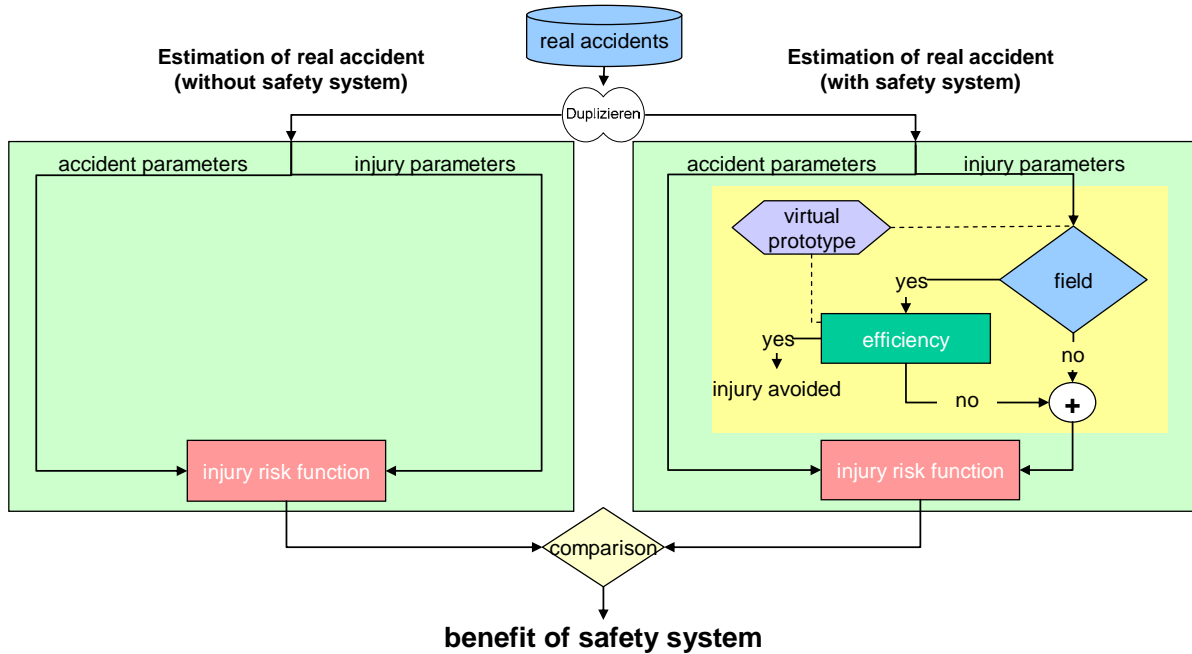 real accidents
Estimation of real accident
(without safety system)
Estimation of real accident
(with safety system)
Duplizieren
accident parameters
injury parameters
accident parameters
injury parameters
virtual
prototype
field
yes
efficiency
yes
no
injury avoided
no
+
injury risk function
injury risk function
comparison
benefit of safety system